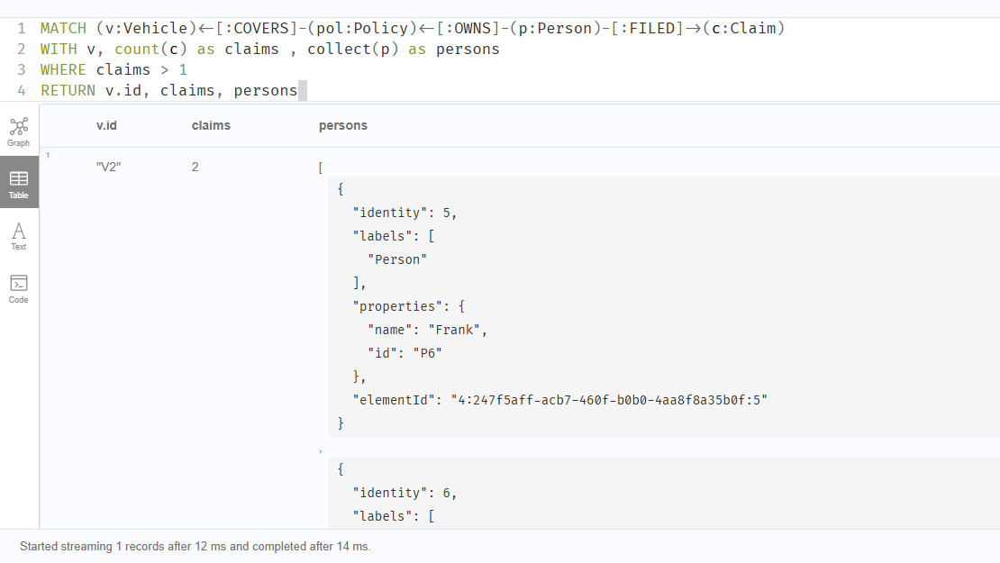 1 MATCH (v:Vehicle)<-[:COVERS]-(pol:Policy)<-[:OWNS]-(p:Person)-[:FILED]->(c:Claim)
2 WITH v, count(c) as claims , collect(p) as persons
3 WHERE claims > 1
4 RETURN v.id, claims, persons
Graph
Table
Text
Code
v.id claims persons
1
"V2" 2 [
{
"identity": 5,
"labels": [
"Person"
],
"properties": {
"name": "Frank",
"id": "P6"
},
"elementId": "4:247f5aff-acb7-460f-b0b0-4aa8f8a35b0f:5"
}
,
{
"identity": 6,
"labels": [
Started streaming 1 records after 12 ms and completed after 14 ms.